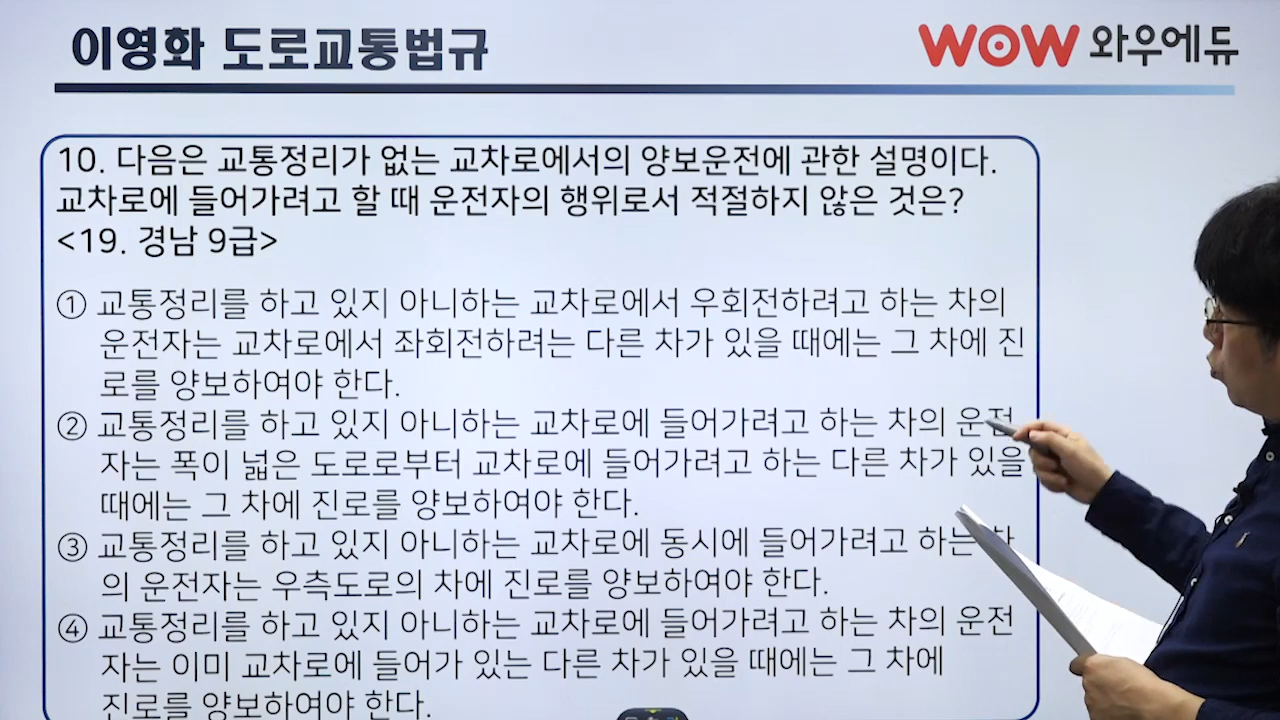 이영화 도로교통법규
WOW 와우에듀
10. 다음은 교통정리가 없는 교차로에서의 양보운전에 관한 설명이다.
교차로에 들어가려고 할 때 운전자의 행위로서 적절하지 않은 것은?
<19. 경남 9급>
① 교통정리를 하고 있지 아니하는 교차로에서 우회전하려고 하는 차의
운전자는 교차로에서 좌회전하려는 다른 차가 있을 때에는 그 차에 진
로를 양보하여야 한다.
② 교통정리를 하고 있지 아니하는 교차로에 들어가려고 하는 차의 운전
자는 폭이 넓은 도로로부터 교차로에 들어가려고 하는 다른 차가 있을
때에는 그 차에 진로를 양보하여야 한다.
③ 교통정리를 하고 있지 아니하는 교차로에 동시에 들어가려고 하는
의 운전자는 우측도로의 차에 진로를 양보하여야 한다.
④ 교통정리를 하고 있지 아니하는 교차로에 들어가려고 하는 차의 운전
자는 이미 교차로에 들어가 있는 다른 차가 있을 때에는 그 차에
진로를 양보하여야 한다.